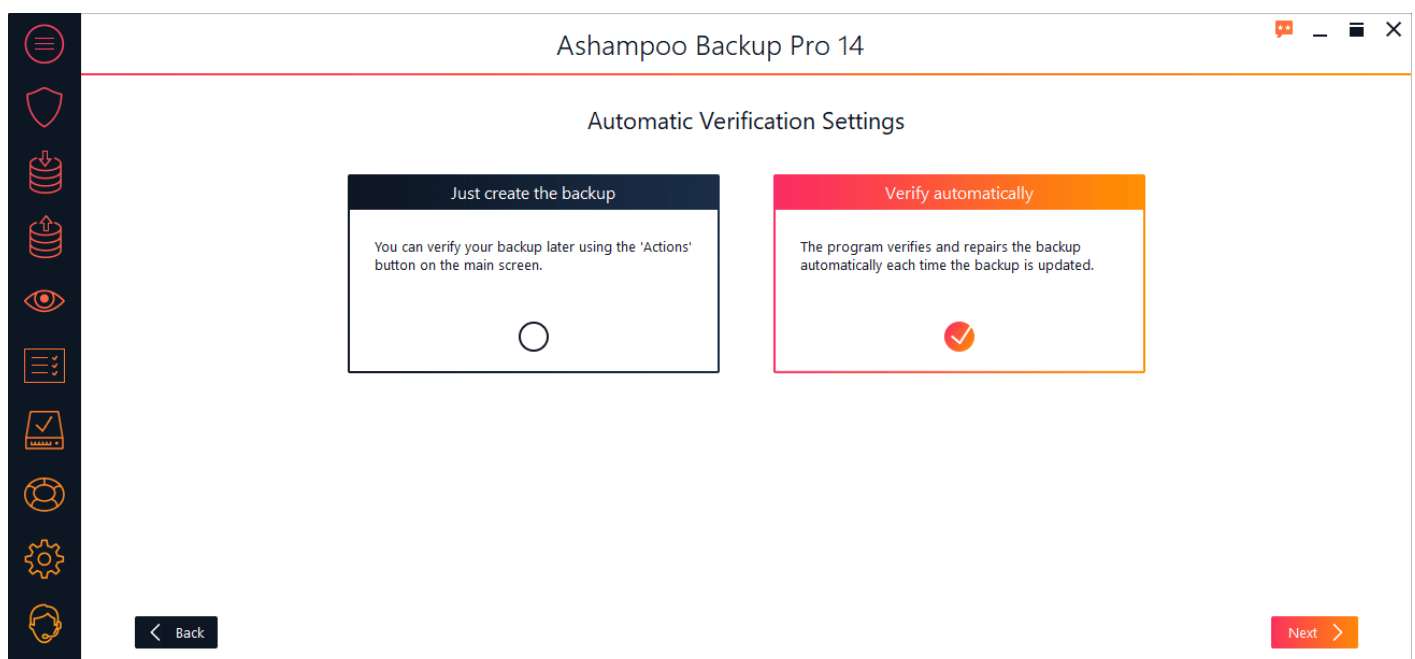 Ashampoo Backup Pro 14
Automatic Verification Settings
Just create the backup
You can verify your backup later using the 'Actions'
button on the main screen.
Verify automatically
The program verifies and repairs the backup
automatically each time the backup is updated.
Back
Next